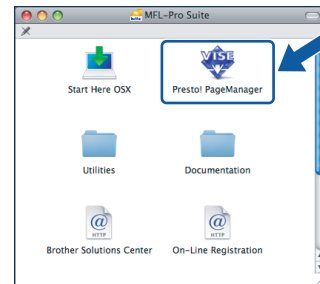 MFL-Pro Suite
VISE
Start Here OSX
Presto! PageManager
Utilities
Documentation
@
HTTP
@
HTTP
Brother Solutions Center
On-Line Registration